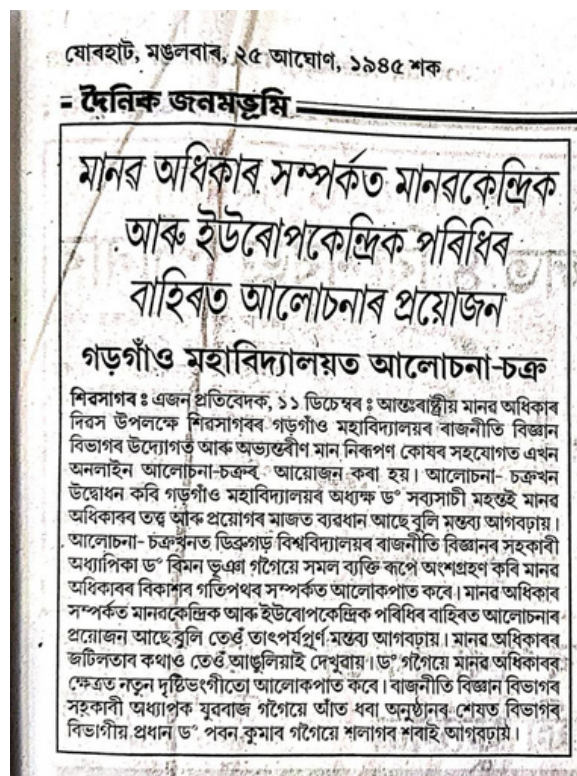 যোৰহাট, মঙলবাৰ, ২৫ আঘোণ, ১৯৪৫ শক
দৈনিক জনমভূমি
মানৱ অধিকাৰ সম্পৰ্কত মানৱকেন্দ্ৰিক
আৰু ইউৰোপকেন্দ্ৰিক পৰিধিৰ
বাহিৰত আলোচনাৰ প্ৰয়োজন
গড়গাঁও মহাবিদ্যালয়ত আলোচনা-চক্ৰ
শিৱসাগৰ : এজন প্ৰতিবেদক, ১১ ডিচেম্বৰ : আন্তঃৰাষ্ট্ৰীয় মানৱ অধিকাৰ
দিৱস উপলক্ষে শিৱসাগৰৰ গড়গাঁও মহাবিদ্যালয়ৰ ৰাজনীতি বিজ্ঞান
বিভাগৰ উদ্যোগত আৰু অভ্যন্তৰীণ মান নিৰূপণ কোষৰ সহযোগত এখন
অনলাইন আলোচনা-চক্ৰৰ আয়োজন কৰা হয়। আলোচনা- চক্ৰখন
উদ্বোধন কৰি গড়গাঁও মহাবিদ্যালয়ৰ অধ্যক্ষ ড° সব্যসাচী মহন্তই মানৱ
অধিকাৰৰ তত্ত্ব আৰু প্ৰয়োগৰ মাজত ব্যৱধান আছে বুলি মন্তব্য আগবঢ়ায়।
আলোচনা- চক্ৰখনত ডিব্ৰুগড় বিশ্ববিদ্যালয়ৰ ৰাজনীতি বিজ্ঞানৰ সহকাৰী
অধ্যাপিকা ড° বিমন ভূঞা গগৈয়ে সমল ব্যক্তি ৰূপে অংশগ্ৰহণ কৰি মানৱ
অধিকাৰৰ বিকাশৰ গতিপথৰ সম্পৰ্কত আলোকপাত কৰে। মানৱ অধিকাৰ
সম্পৰ্কত মানৱকেন্দ্ৰিক আৰু ইউৰোপকেন্দ্ৰিক পৰিধিৰ বাহিৰত আলোচনাৰ
প্ৰয়োজন আছে বুলি তেওঁ তাৎপৰ্যপূৰ্ণ মন্তব্য আগবঢ়ায়। মানৱ অধিকাৰৰ
জটিলতাৰ কথাও তেওঁ আঙুলিয়াই দেখুৱায়। ড° গগৈয়ে মানৱ অধিকাৰৰ
ক্ষেত্ৰত নতুন দৃষ্টিভংগীতো আলোকপাত কৰে। ৰাজনীতি বিজ্ঞান বিভাগৰ
সহকাৰী অধ্যাপক যুৱৰাজ গগৈয়ে আঁত ধৰা অনুষ্ঠানৰ শেষত বিভাগৰ
বিভাগীয় প্ৰধান ড° পবন কুমাৰ গগৈয়ে শলাগৰ শৰাই আগবঢ়ায়।